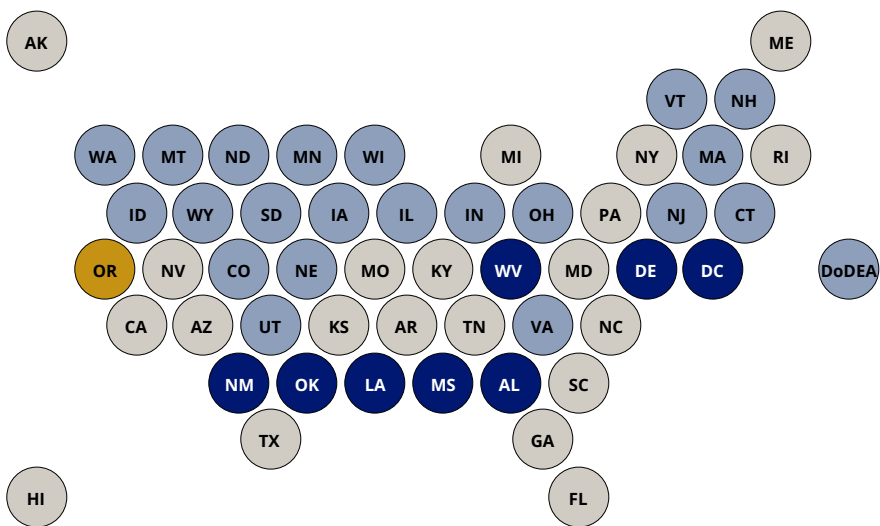 AK ME
VT NH
WA MT ND MN WI MI NY MA RI
ID WY SD IA IL IN OH PA NJ CT
OR NV CO NE MO KY WV MD DE DC DoDEA
CA AZ UT KS AR TN VA NC
NM OK LA MS AL SC
TX GA
HI FL